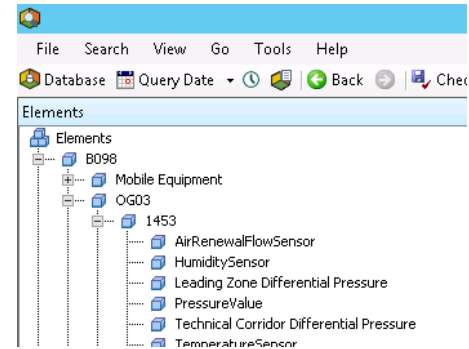 File Search View Go Tools Help
Database Query Date Back Chec
Elements
Elements
B098
Mobile Equipment
OG03
1453
AirRenewalFlowSensor
HumiditySensor
Leading Zone Differential Pressure
PressureValue
Technical Corridor Differential Pressure
TemperatureSensor